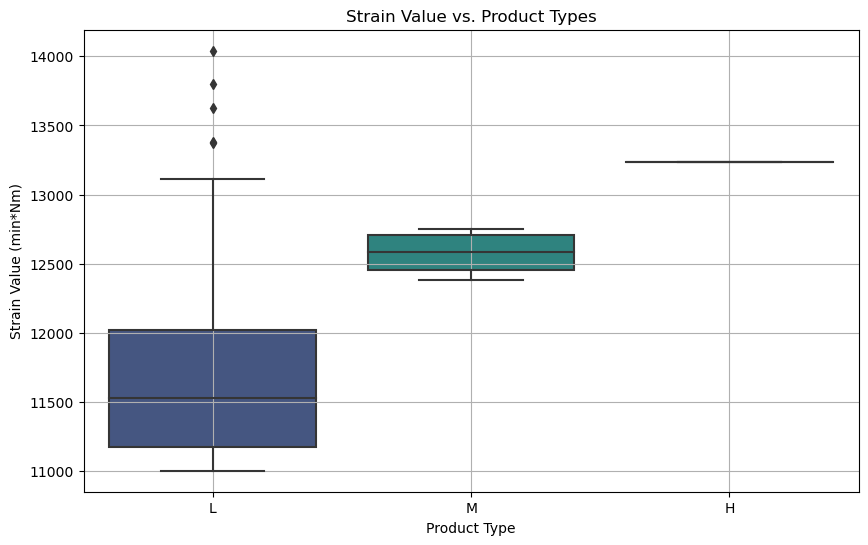 Strain Value vs. Product Types
Strain Value (min*Nm)
14000
13500
13000
12500
12000
11500
11000
L M H
Product Type